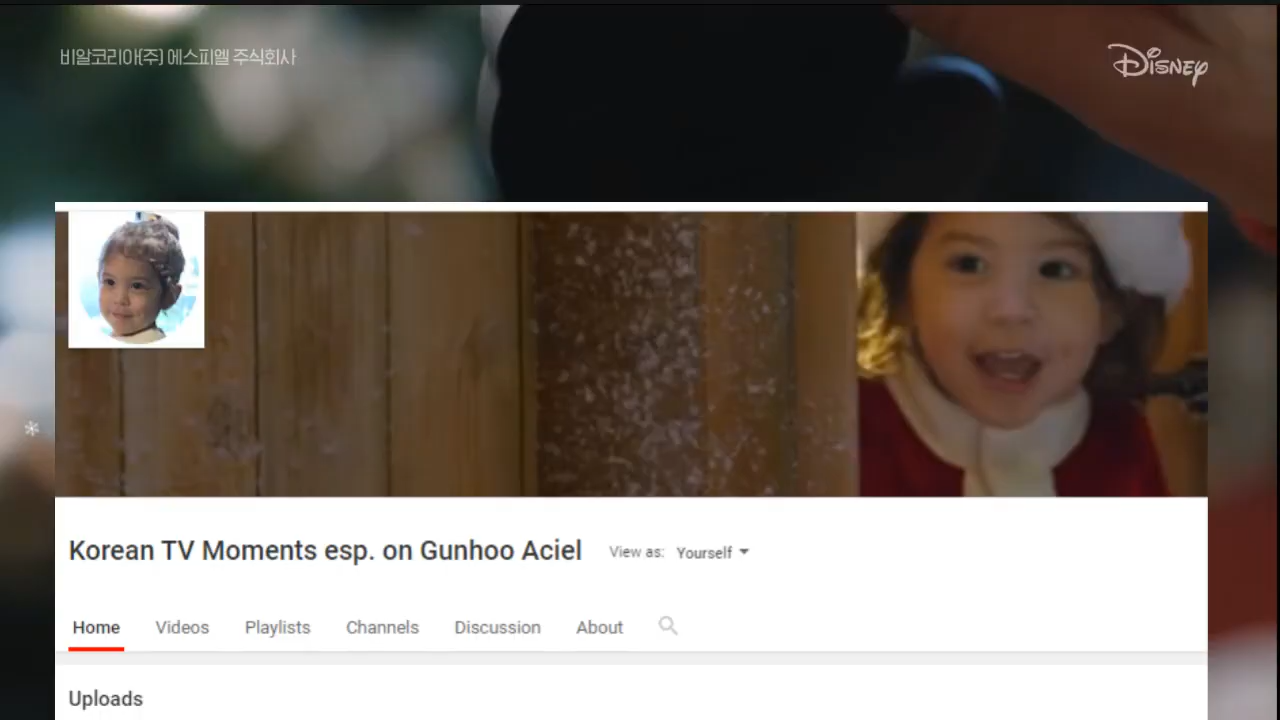 비알코리아(주) 에스피엘 주식회사
Disney
Korean TV Moments esp. on Gunhoo Aciel
View as: Yourself
Home Videos Playlists Channels Discussion About
Uploads